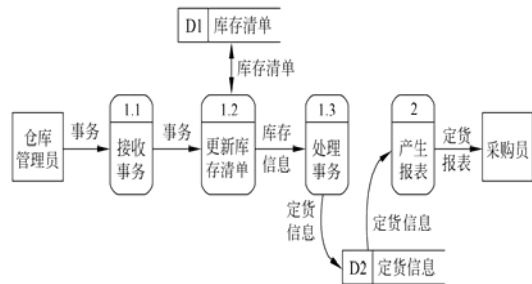 D1 库存清单
库存清单
1.1
1.2
1.3
2
仓库
管理员
事务
接收
事务
事务
更新库
存清单
库存
信息
处理
事务
产生
报表
定货
报表
采购员
定货
信息
定货信息
D2 定货信息